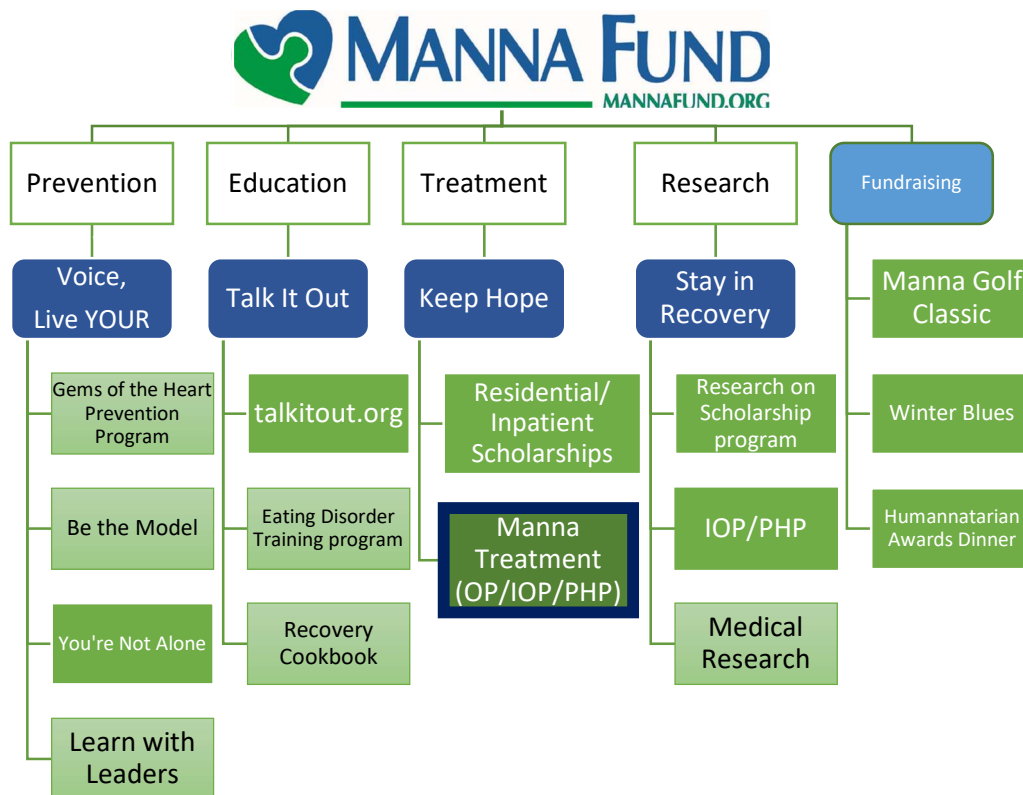 MANNA FUND
MANNAFUND.ORG
Prevention
Education
Treatment
Research
Fundraising
Voice,
Live YOUR
Talk It Out
Keep Hope
Stay in
Recovery
Manna Golf
Classic
Gems of the Heart
Prevention
Program
talkitout.org
Residential/
Inpatient
Scholarships
Research on
Scholarship
program
Winter Blues
Be the Model
Eating Disorder
Training program
Manna
Treatment
(OP/IOP/PHP)
IOP/PHP
Humannatarian
Awards Dinner
You're Not Alone
Recovery
Cookbook
Medical
Research
Learn with
Leaders